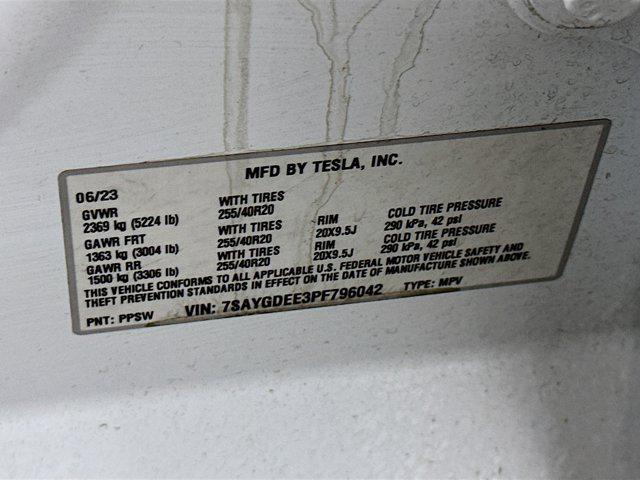 MFD BY TESLA, INC.
06/23
GVWR WITH TIRES
2369 kg (5224 lb) 255/40R20 RIM COLD TIRE PRESSURE
GAWR FRT WITH TIRES 20X9.5J 290 kPa, 42 psi
1363 kg (3004 lb) 255/40R20 RIM COLD TIRE PRESSURE
GAWR RR WITH TIRES 20X9.5J 290 kPa, 42 psi
1500 kg (3306 lb) 255/40R20
THIS VEHICLE CONFORMS TO ALL APPLICABLE U.S. FEDERAL MOTOR VEHICLE SAFETY AND
THEFT PREVENTION STANDARDS IN EFFECT ON THE DATE OF MANUFACTURE SHOWN ABOVE.
PNT: PPSW VIN: 7SAYGDEE3PF796042 TYPE: MPV